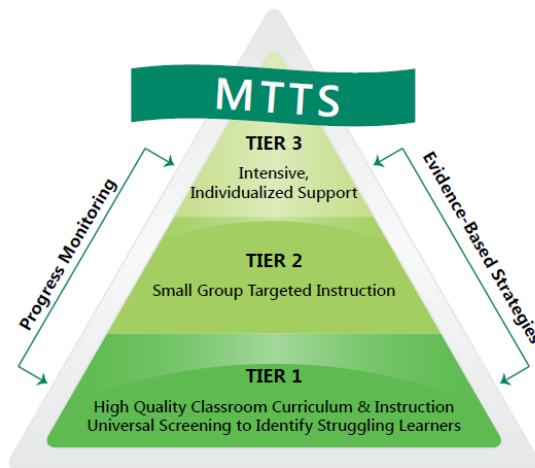 MTTS
TIER 3
Intensive,
Individualized Support
Progress Monitoring
Evidence-Based Strategies
TIER 2
Small Group Targeted Instruction
TIER 1
High Quality Classroom Curriculum & Instruction
Universal Screening to Identify Struggling Learners